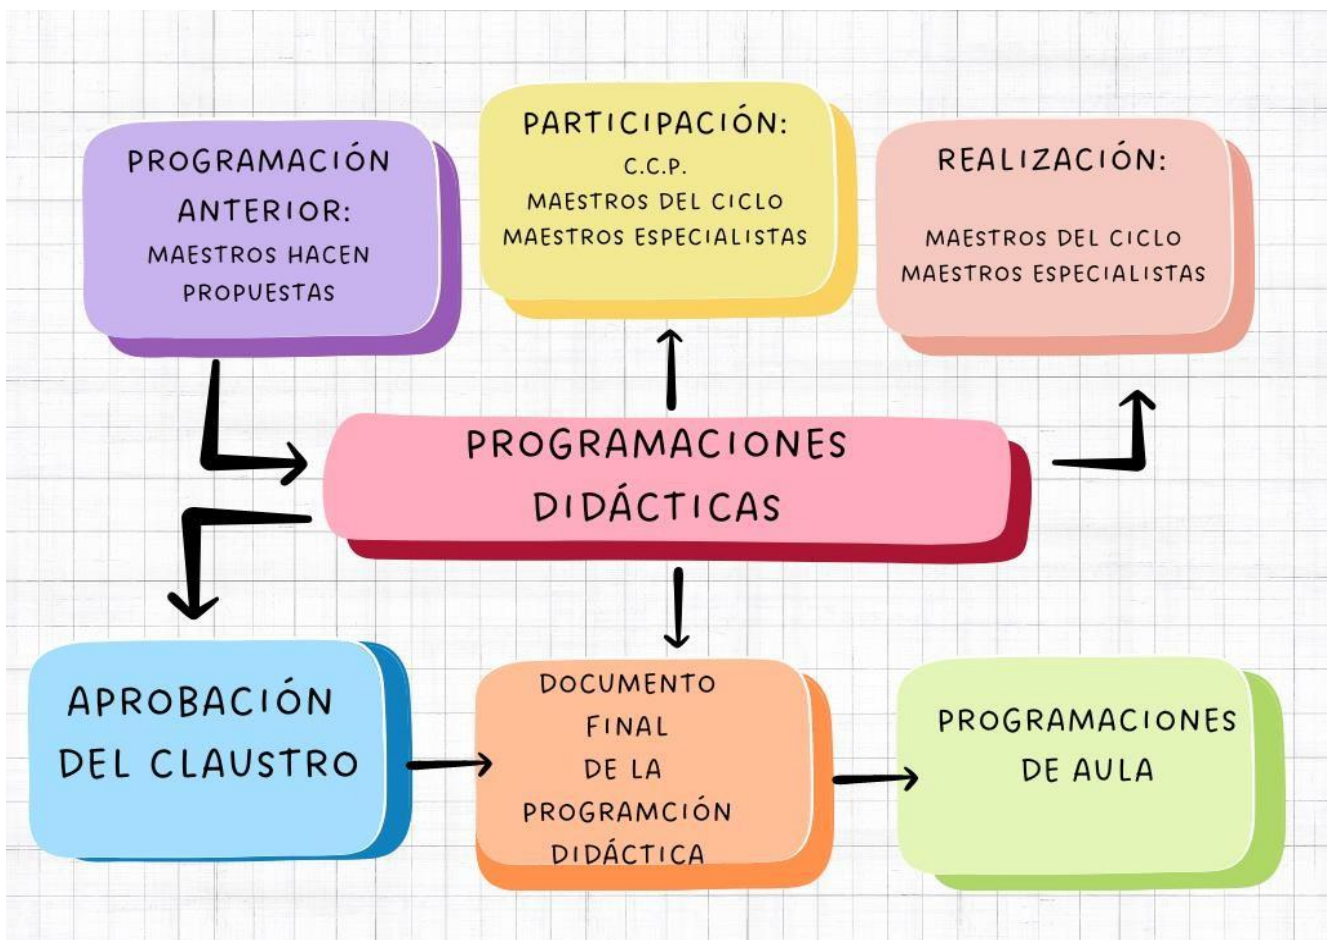 PROGRAMACIÓN
ANTERIOR:
MAESTROS HACEN
PROPUESTAS
PARTICIPACIÓN:
C.C.P.
MAESTROS DEL CICLO
MAESTROS ESPECIALISTAS
REALIZACIÓN:
MAESTROS DEL CICLO
MAESTROS ESPECIALISTAS
PROGRAMACIONES
DIDÁCTICAS
APROBACIÓN
DEL CLAUSTRO
DOCUMENTO
FINAL
DE LA
PROGRAMCIÓN
DIDÁCTICA
PROGRAMACIONES
DE AULA